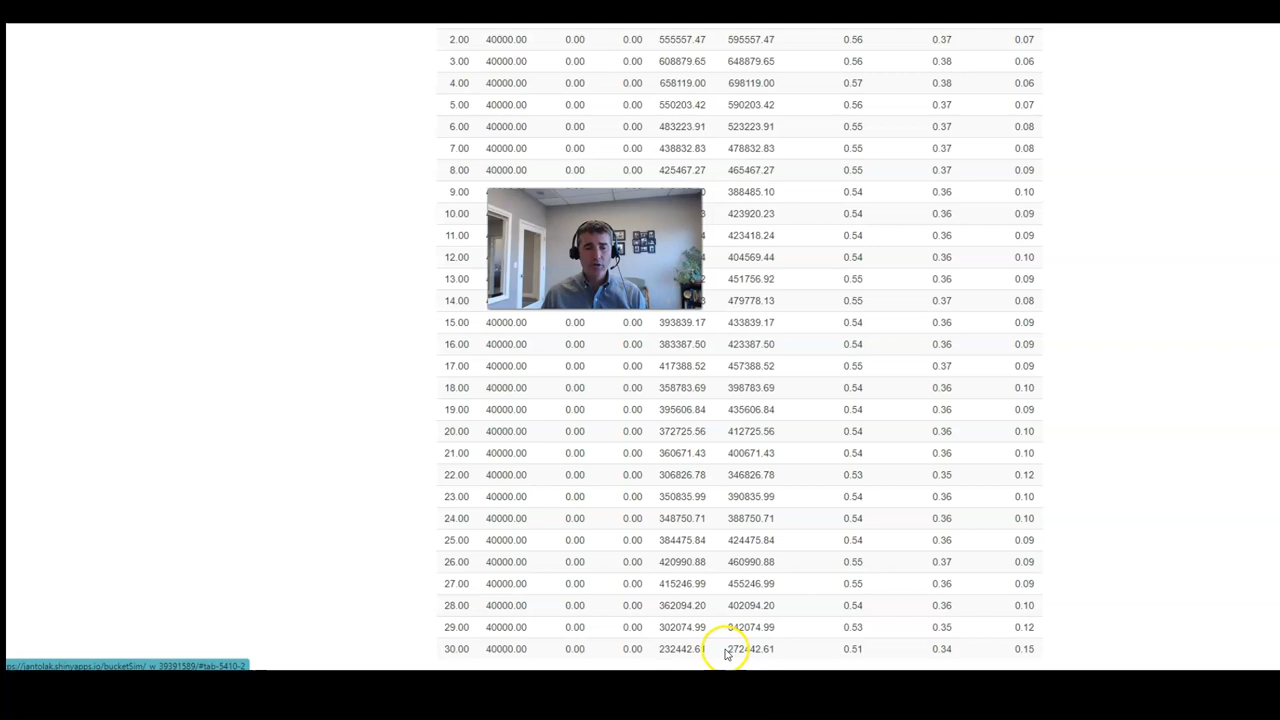 2.00 40000.00 0.00 0.00 555557.47 595557.47 0.56 0.37 0.07
3.00 40000.00 0.00 0.00 608879.65 648879.65 0.56 0.38 0.06
4.00 40000.00 0.00 0.00 658119.00 698119.00 0.57 0.38 0.06
5.00 40000.00 0.00 0.00 550203.42 590203.42 0.56 0.37 0.07
6.00 40000.00 0.00 0.00 483223.91 523223.91 0.55 0.37 0.08
7.00 40000.00 0.00 0.00 438832.83 478832.83 0.55 0.37 0.08
8.00 40000.00 0.00 0.00 425467.27 465467.27 0.55 0.37 0.09
9.00 388485.10 0.54 0.36 0.10
10.00 423920.23 0.54 0.36 0.09
11.00 423418.24 0.54 0.36 0.09
12.00 404569.44 0.54 0.36 0.10
13.00 451756.92 0.55 0.36 0.09
14.00 479778.13 0.55 0.37 0.08
15.00 40000.00 0.00 0.00 393839.17 433839.17 0.54 0.36 0.09
16.00 40000.00 0.00 0.00 383387.50 423387.50 0.54 0.36 0.09
17.00 40000.00 0.00 0.00 417388.52 457388.52 0.55 0.37 0.09
18.00 40000.00 0.00 0.00 358783.69 398783.69 0.54 0.36 0.10
19.00 40000.00 0.00 0.00 395606.84 435606.84 0.54 0.36 0.09
20.00 40000.00 0.00 0.00 372725.56 412725.56 0.54 0.36 0.10
21.00 40000.00 0.00 0.00 360671.43 400671.43 0.54 0.36 0.10
22.00 40000.00 0.00 0.00 306826.78 346826.78 0.53 0.35 0.12
23.00 40000.00 0.00 0.00 350835.99 390835.99 0.54 0.36 0.10
24.00 40000.00 0.00 0.00 348750.71 388750.71 0.54 0.36 0.10
25.00 40000.00 0.00 0.00 384475.84 424475.84 0.54 0.36 0.09
26.00 40000.00 0.00 0.00 420990.88 460990.88 0.55 0.37 0.09
27.00 40000.00 0.00 0.00 415246.99 455246.99 0.55 0.36 0.09
28.00 40000.00 0.00 0.00 362094.20 402094.20 0.54 0.36 0.10
29.00 40000.00 0.00 0.00 302074.99 342074.99 0.53 0.35 0.12
30.00 40000.00 0.00 0.00 232442.61 272442.61 0.51 0.34 0.15
ps://iantolak.shinyapps.io/bucketSim/_w_39391589/#tab-5410-2